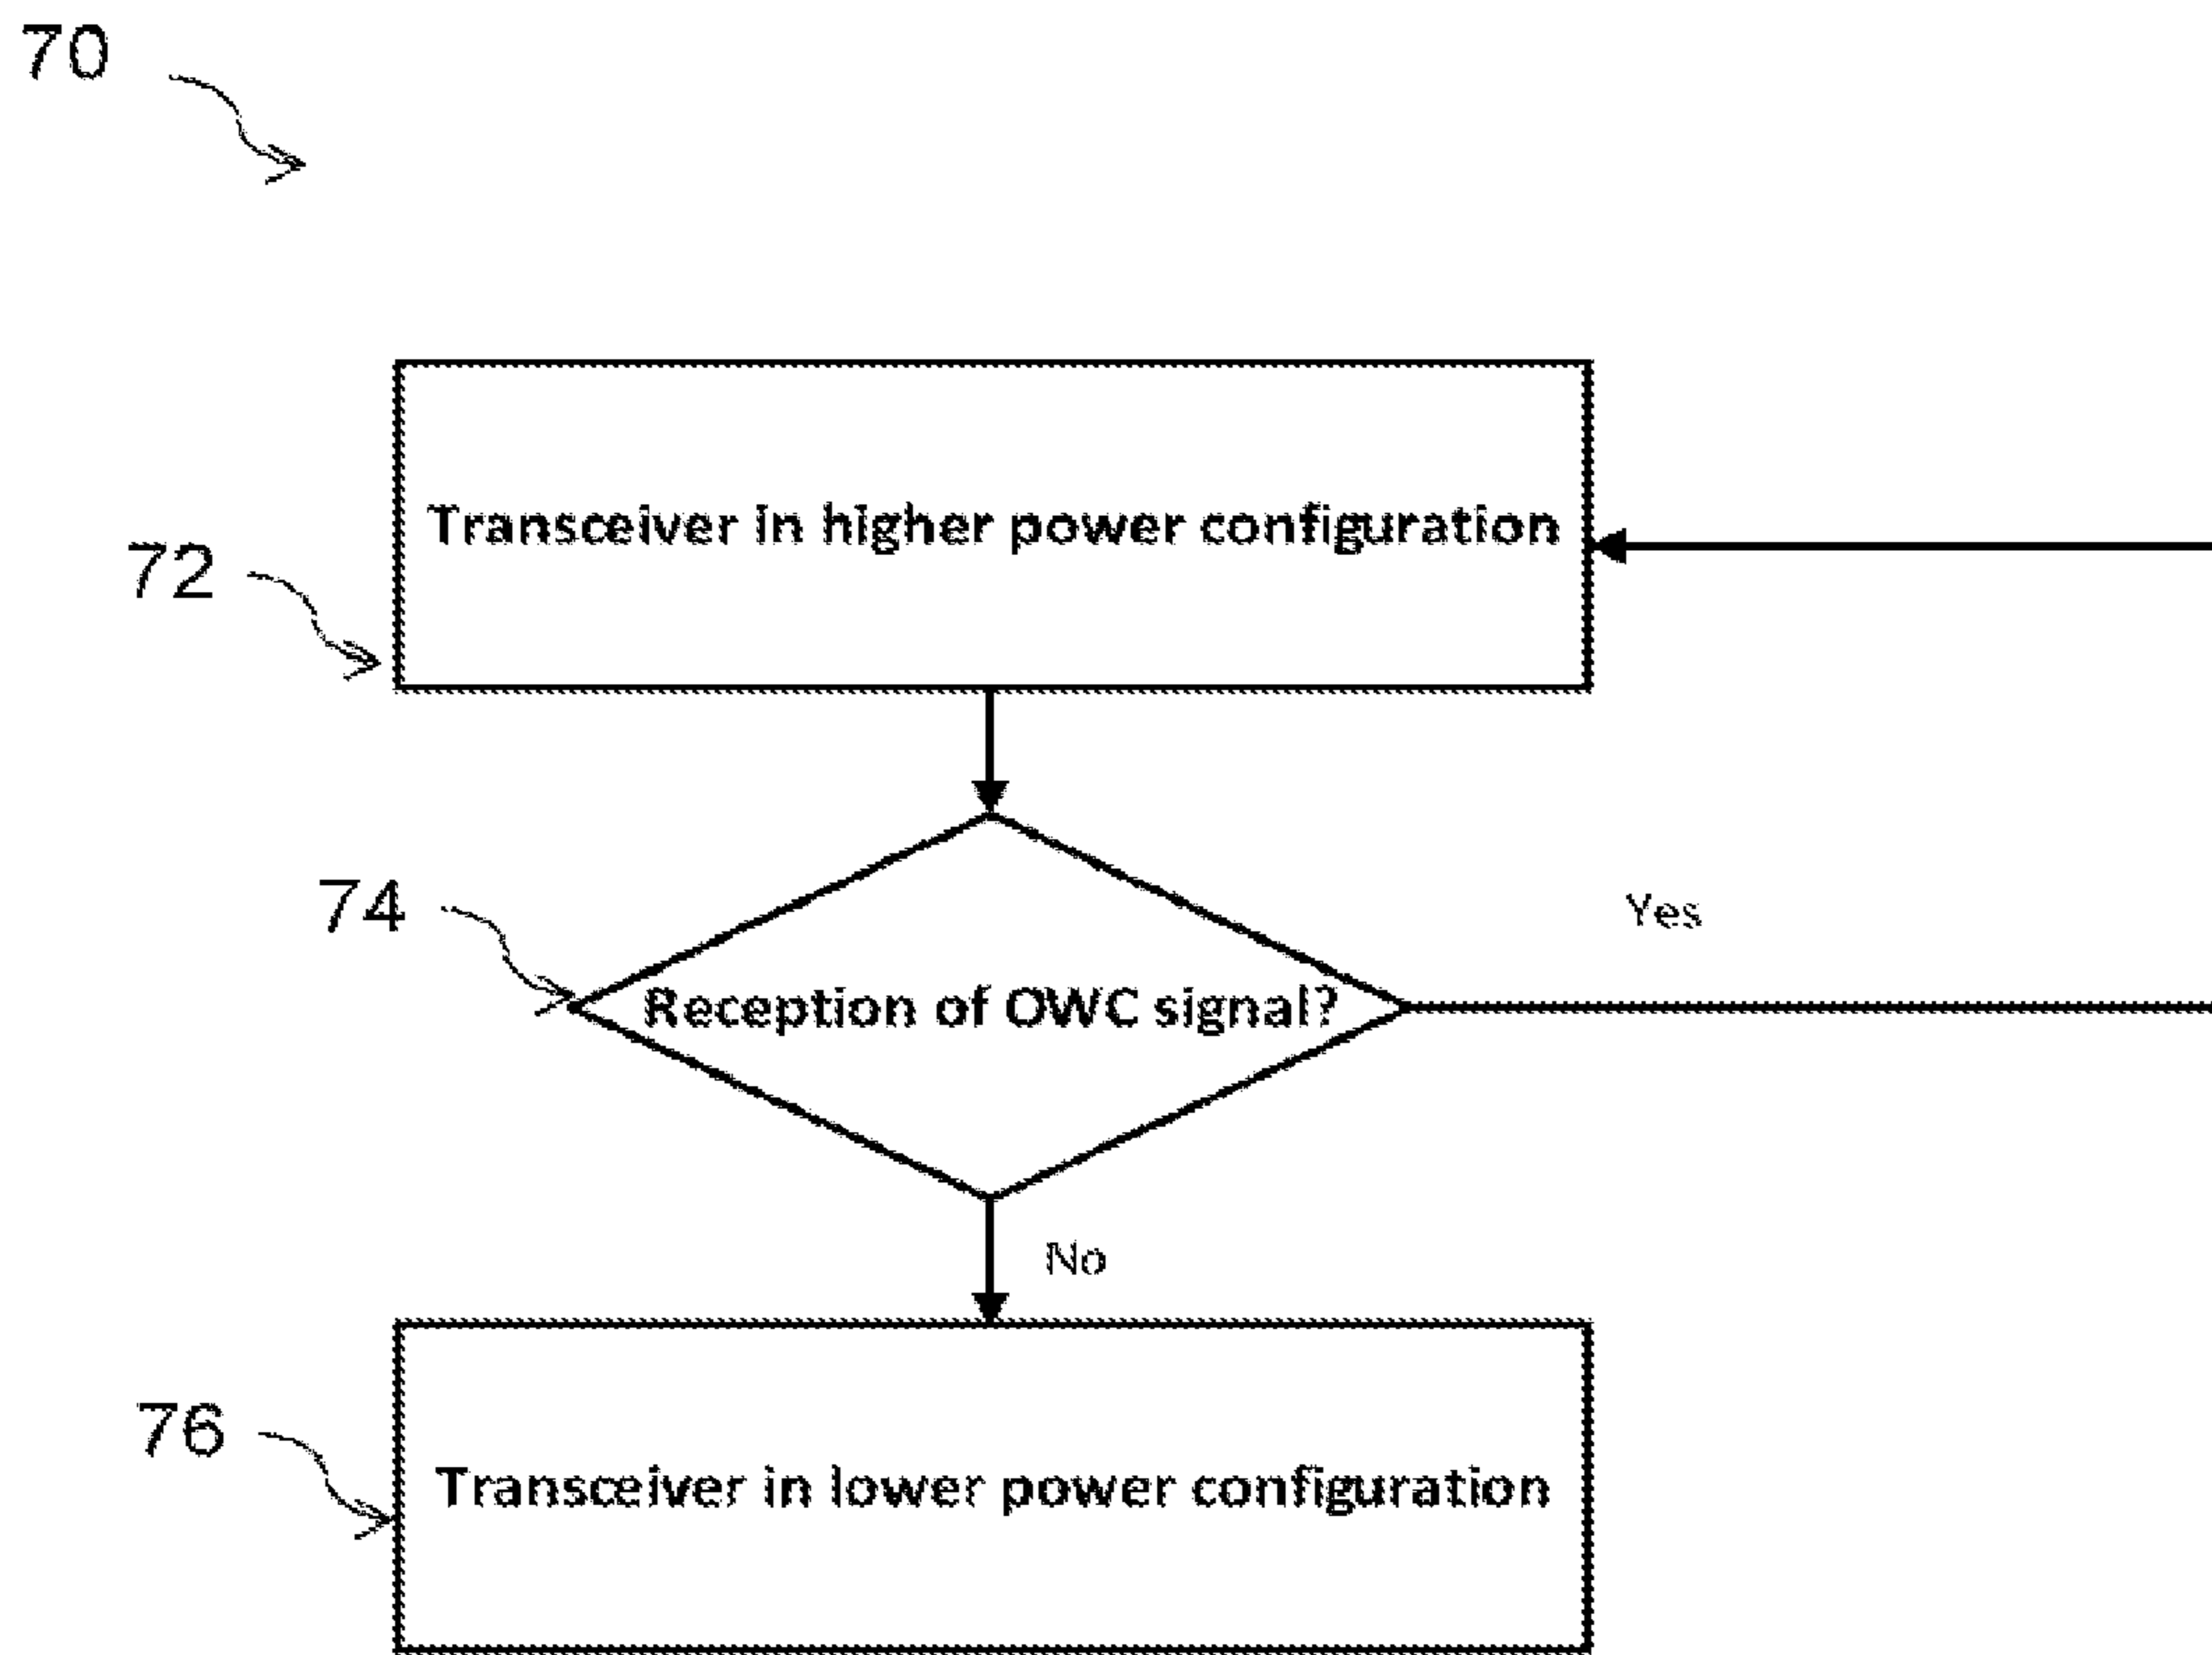 70
Transceiver in higher power configuration
72
74
Yes
Reception of OWC signal?
No
76
Transceiver in lower power configuration